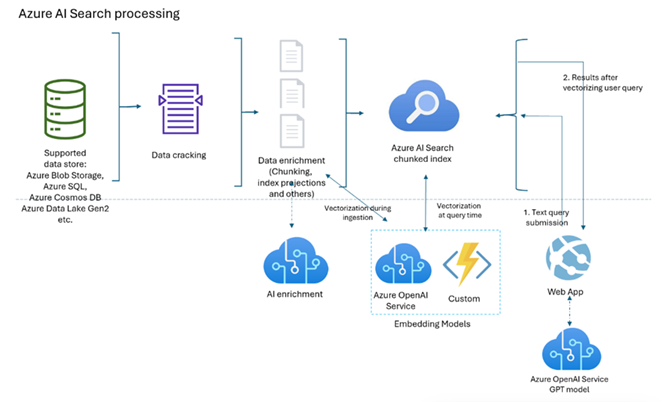 Azure AI Search processing
Supported
data store:
Azure Blob Storage,
Azure SQL,
Azure Cosmos DB
Azure Data Lake Gen2
etc.
Data cracking
Data enrichment
(Chunking,
index projections
and others)
Azure AI Search
chunked index
2. Results after
vectorizing user query
Vectorization during
ingestion
Vectorization
at query time
1. Text query
submission
AI enrichment
Azure OpenAI
Service
Custom
Embedding Models
Web App
Azure OpenAI Service
GPT model